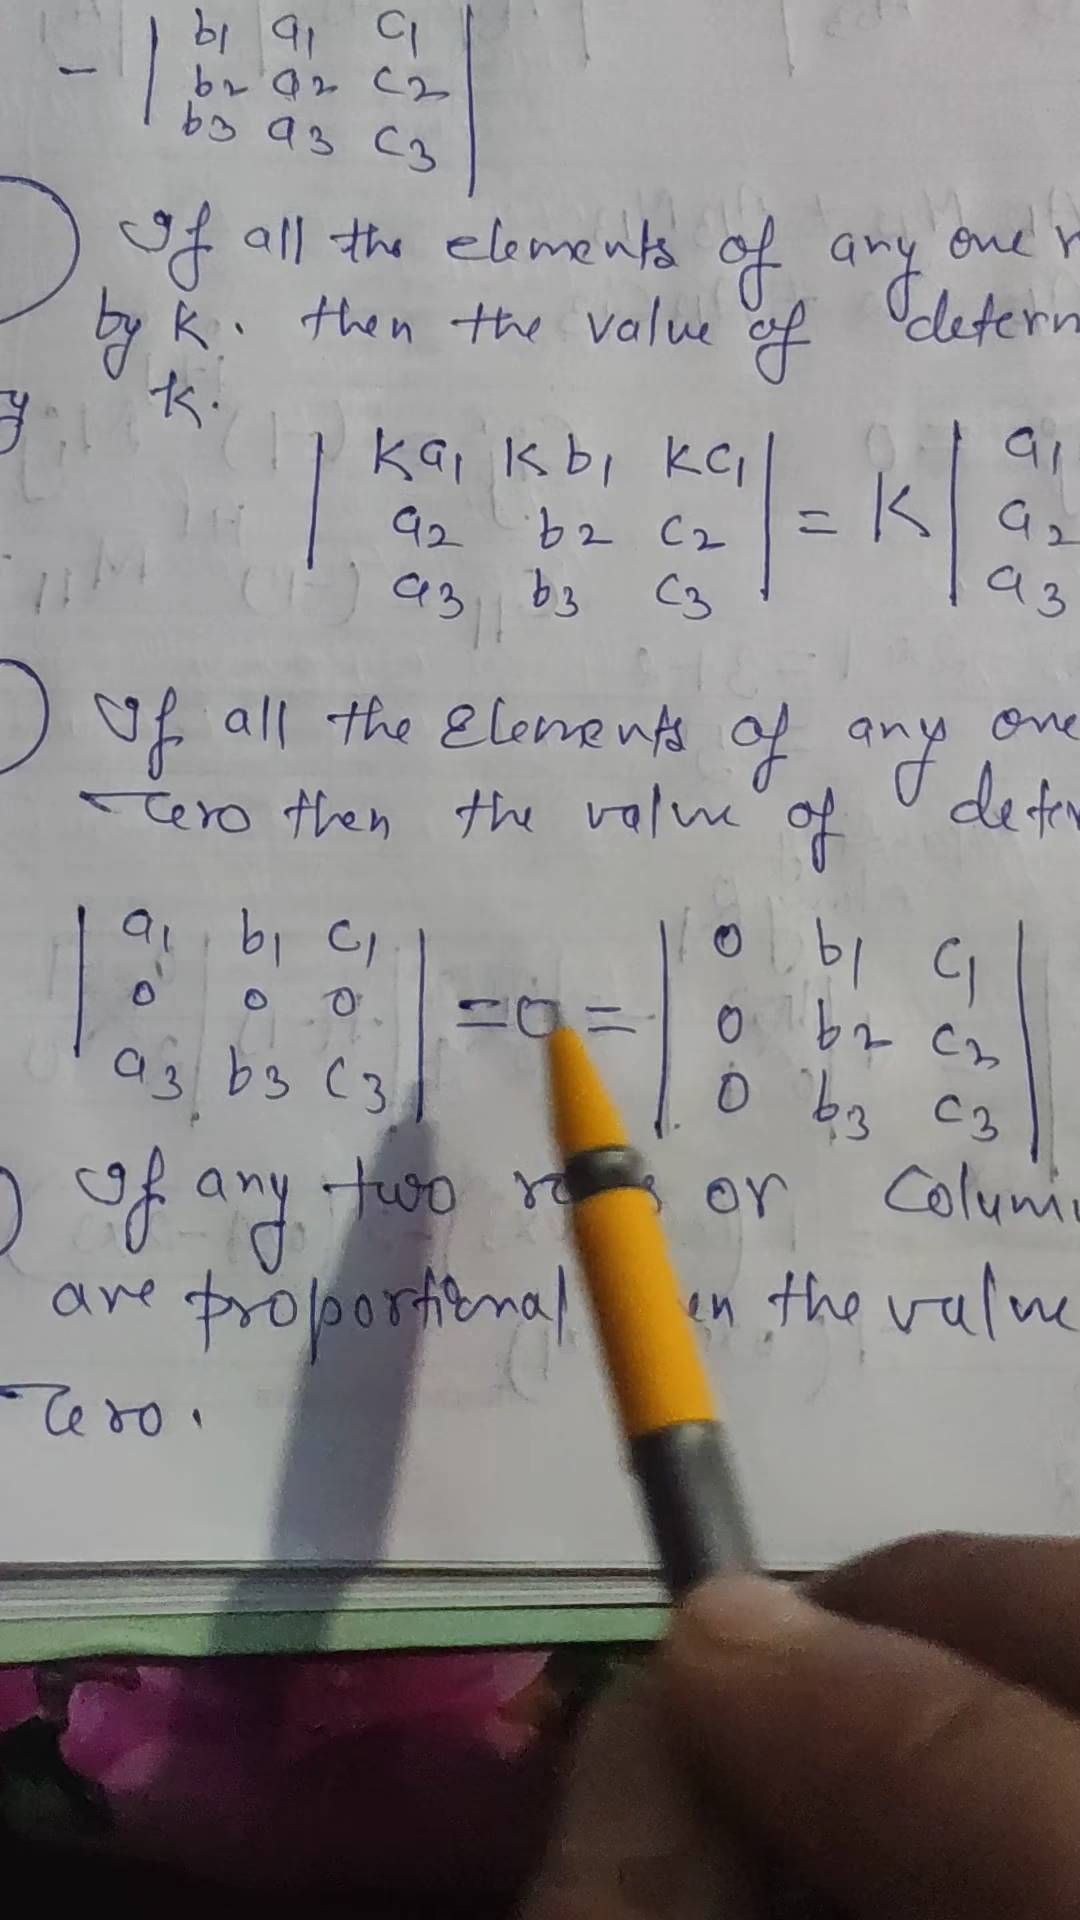 b1 a1 c1
- b2 a2 c2
b3 a3 c3
If all the elements of any one
by K. then the value of
y K.
Ka1 Kb1 Kc1 a1
a2 b2 c2 = K a2
a3 b3 c3 a3
If all the Elements of any one
Zero then the value of
a1 b1 c1 0 b1 c1
0 0 0 =0= 0 b2 c2
a3 b3 c3 0 b3 c3
If any two or
are proportional the value
Zero.